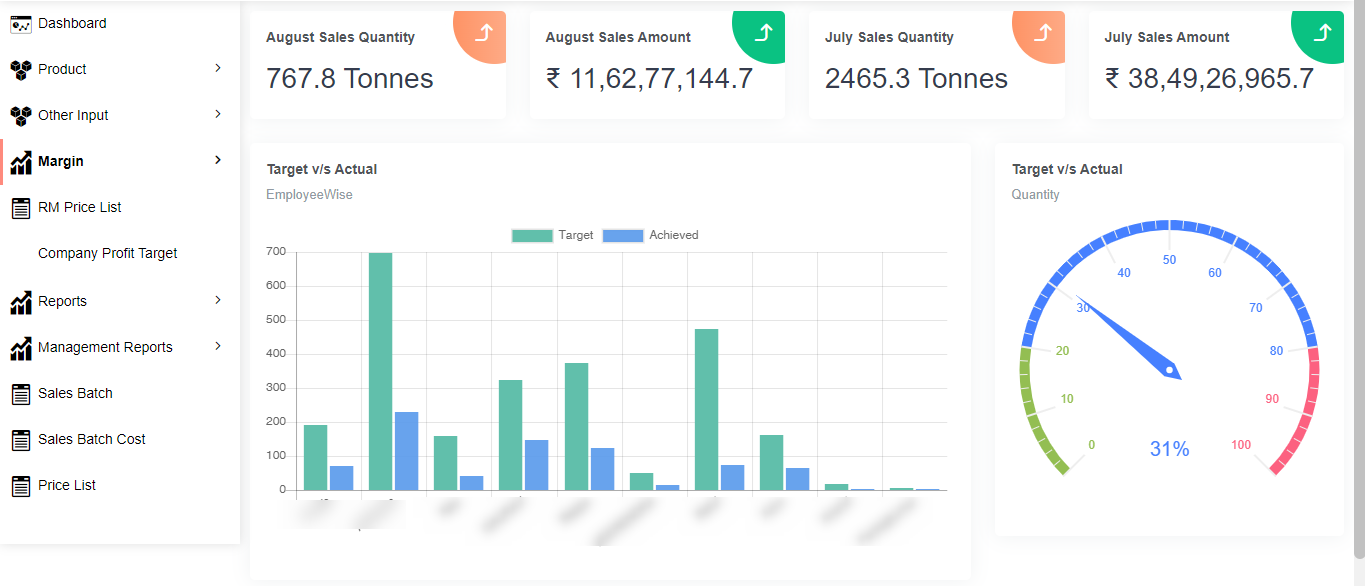 Dashboard
Product
Other Input
Margin
RM Price List
Company Profit Target
Reports
Management Reports
Sales Batch
Sales Batch Cost
Price List
August Sales Quantity
767.8 Tonnes
August Sales Amount
₹ 11,62,77,144.7
July Sales Quantity
2465.3 Tonnes
July Sales Amount
₹ 38,49,26,965.7
Target v/s Actual
EmployeeWise
Target Achieved
700
600
500
400
300
200
100
0
Target v/s Actual
Quantity
0
10
20
30
40
50
60
70
80
90
100
31%